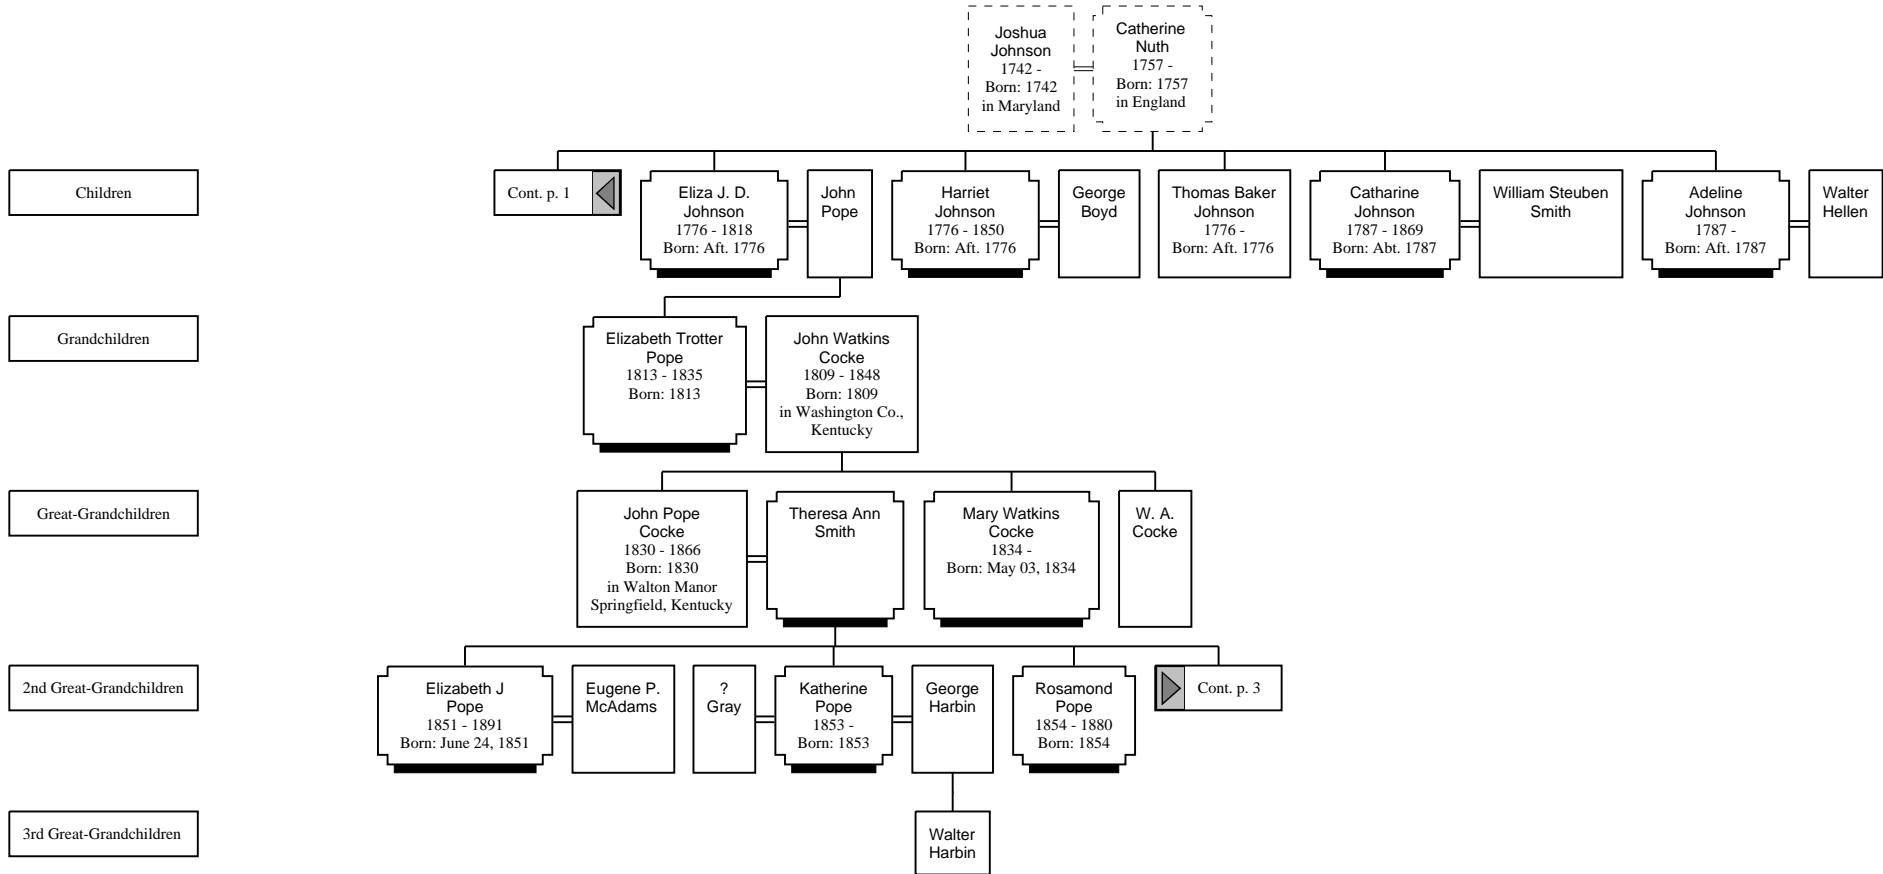 Joshua
Johnson
1742 -
Born: 1742
in Maryland
Catherine
Nuth
1757 -
Born: 1757
in England
Children
Cont. p. 1
Eliza J. D.
Johnson
1776 - 1818
Born: Aft. 1776
John
Pope
Harriet
Johnson
1776 - 1850
Born: Aft. 1776
George
Boyd
Thomas Baker
Johnson
1776 -
Born: Aft. 1776
Catharine
Johnson
1787 - 1869
Born: Abt. 1787
William Steuben
Smith
Adeline
Johnson
1787 -
Born: Aft. 1787
Walter
Hellen
Grandchildren
Elizabeth Trotter
Pope
1813 - 1835
Born: 1813
John Watkins
Cocke
1809 - 1848
Born: 1809
in Washington Co.,
Kentucky
Great-Grandchildren
John Pope
Cocke
1830 - 1866
Born: 1830
in Walton Manor
Springfield, Kentucky
Theresa Ann
Smith
Mary Watkins
Cocke
1834 -
Born: May 03, 1834
W. A.
Cocke
2nd Great-Grandchildren
Elizabeth J
Pope
1851 - 1891
Born: June 24, 1851
Eugene P.
McAdams
?
Gray
Katherine
Pope
1853 -
Born: 1853
George
Harbin
Rosamond
Pope
1854 - 1880
Born: 1854
Cont. p. 3
3rd Great-Grandchildren
Walter
Harbin